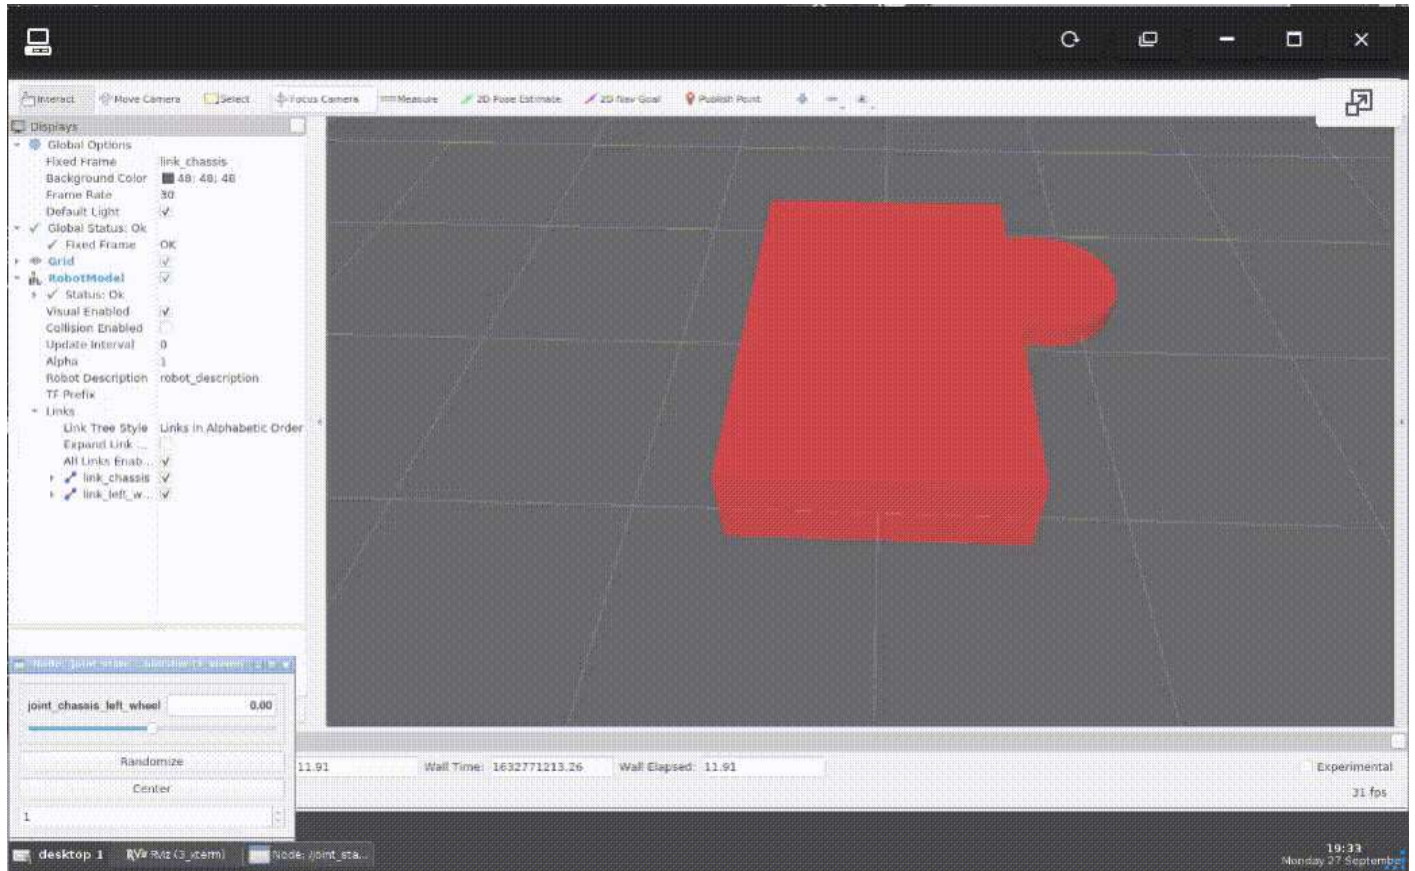 Interact Move Camera Select Focus Camera Measure 2D Pose Estimate 2D Nav Goal Publish Point
Displays
Global Options
Fixed Frame link_chassis
Background Color 48; 48; 48
Frame Rate 30
Default Light
Global Status: Ok
Fixed Frame OK
Grid
RobotModel
Status: Ok
Visual Enabled
Collision Enabled
Update Interval 0
Alpha 1
Robot Description robot_description
TF Prefix
Links
Link Tree Style Links in Alphabetic Order
Expand Link ...
All Links Enab...
link_chassis
link_left_w...
joint_chassis_left_wheel 0.00
Randomize
Center
1
11.91 Wall Time: 1632771213.26 Wall Elapsed: 11.91 Experimental
31 fps
desktop 1 RViz (3_xterm) Node: /joint_sta...
19:33
Monday 27 September